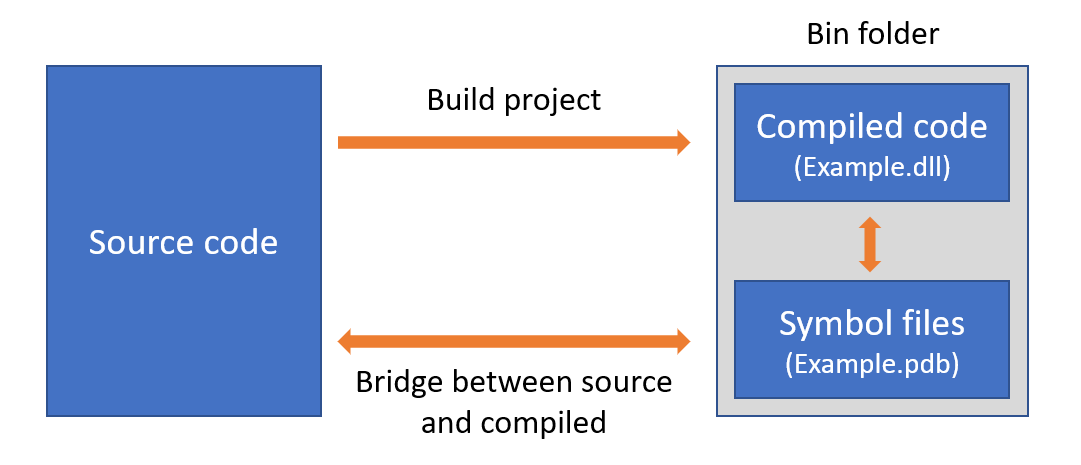 Bin folder
Build project
Compiled code
(Example.dll)
Source code
Symbol files
(Example.pdb)
Bridge between source
and compiled